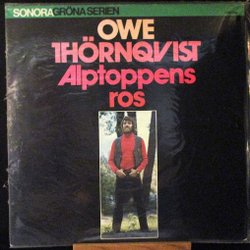 SONORA GRÖNA SERIEN
OWE
THÖRNQVIST
Alptoppens
ros